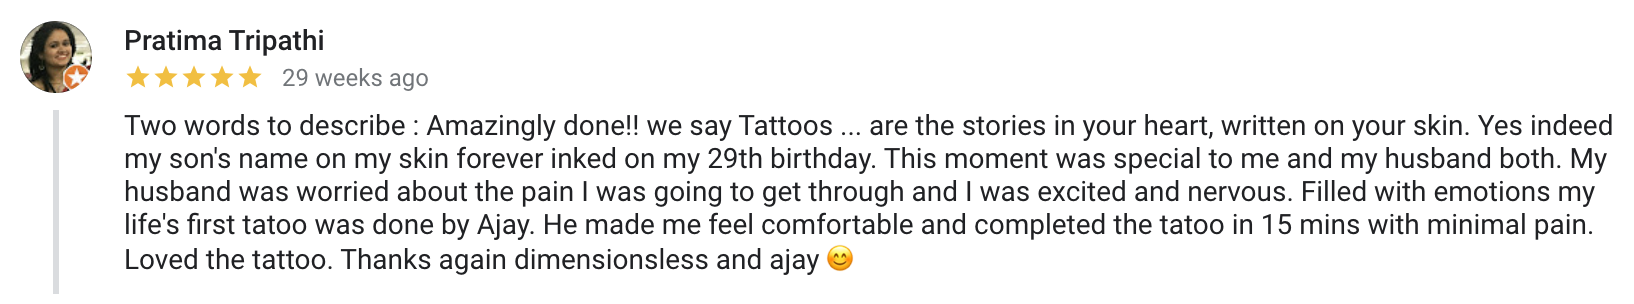 Pratima Tripathi
29 weeks ago
Two words to describe : Amazingly done!! we say Tattoos ... are the stories in your heart, written on your skin. Yes indeed
my son's name on my skin forever inked on my 29th birthday. This moment was special to me and my husband both. My
husband was worried about the pain I was going to get through and I was excited and nervous. Filled with emotions my
life's first tatoo was done by Ajay. He made me feel comfortable and completed the tatoo in 15 mins with minimal pain.
Loved the tattoo. Thanks again dimensionsless and ajay 😊